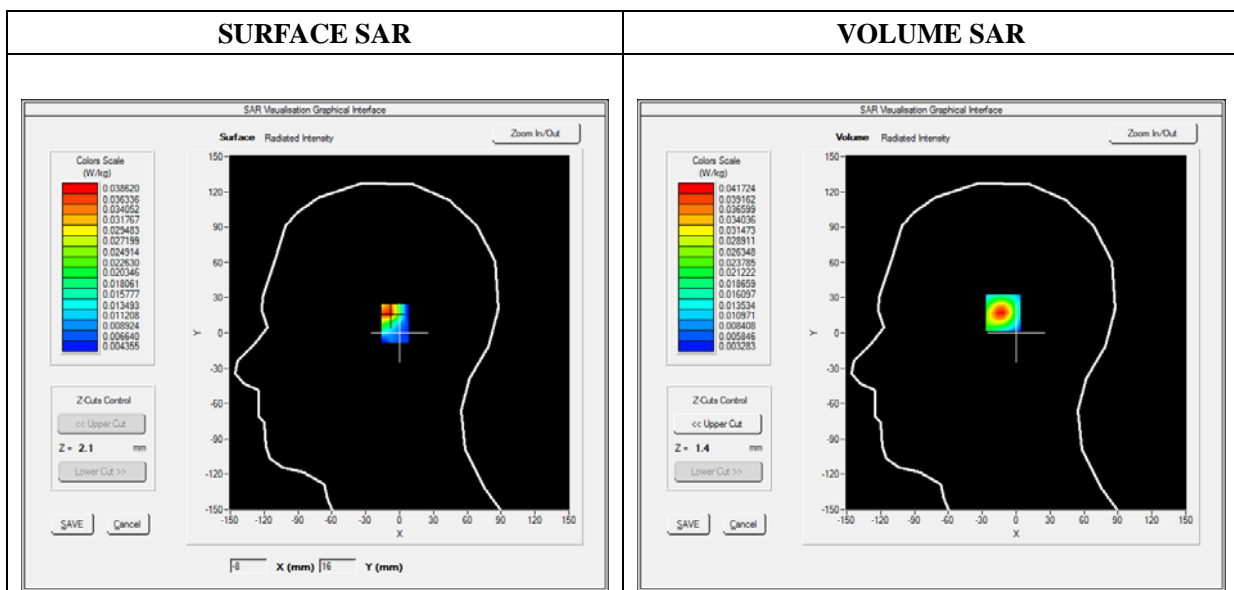 SURFACE SAR
VOLUME SAR
SAR Visualisation Graphical Interface
Surface Radiated Intensity
Zoom In/Out
Colors Scale
(W/kg)
0.038620
0.036336
0.034052
0.031767
0.029483
0.027199
0.024914
0.022630
0.020346
0.018061
0.015777
0.013493
0.011208
0.008924
0.006640
0.004355
150
120
90
60
30
0
-30
-60
-90
-120
-150
Y
-150 -120 -90 -60 -30 0 30 60 90 120 150
X
Z-Cuts Control
<< Upper Cut
Z = 2.1 mm
Lower Cut >>
SAVE Cancel
-8 X (mm) 16 Y (mm)
SAR Visualisation Graphical Interface
Volume Radiated Intensity
Zoom In/Out
Colors Scale
(W/kg)
0.041724
0.039162
0.036599
0.034036
0.031473
0.028911
0.026348
0.023785
0.021222
0.018659
0.016097
0.013534
0.010971
0.008408
0.005846
0.003283
150
120
90
60
30
0
-30
-60
-90
-120
-150
Y
-150 -120 -90 -60 -30 0 30 60 90 120 150
X
Z-Cuts Control
<< Upper Cut
Z = 1.4 mm
Lower Cut >>
SAVE Cancel